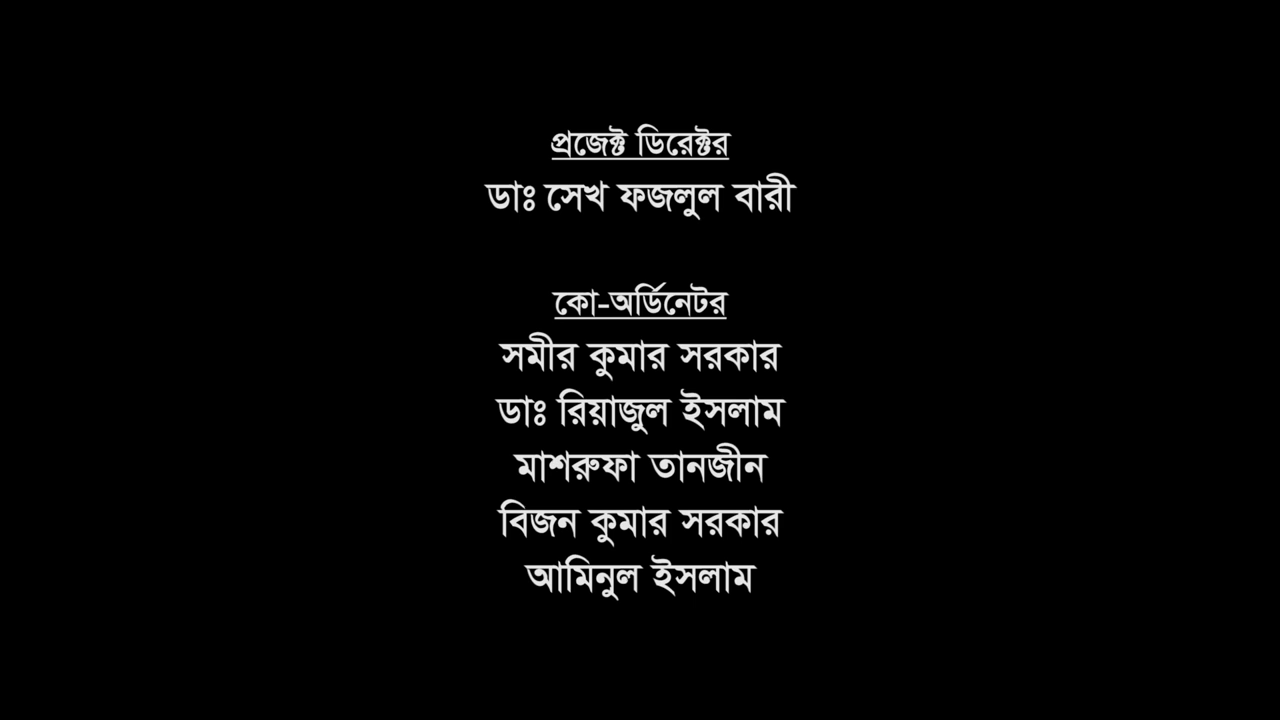 প্রজেক্ট ডিরেক্টর
ডাঃ সেখ ফজলুল বারী
কো-অর্ডিনেটর
সমীর কুমার সরকার
ডাঃ রিয়াজুল ইসলাম
মাশরুফা তানজীন
বিজন কুমার সরকার
আমিনুল ইসলাম